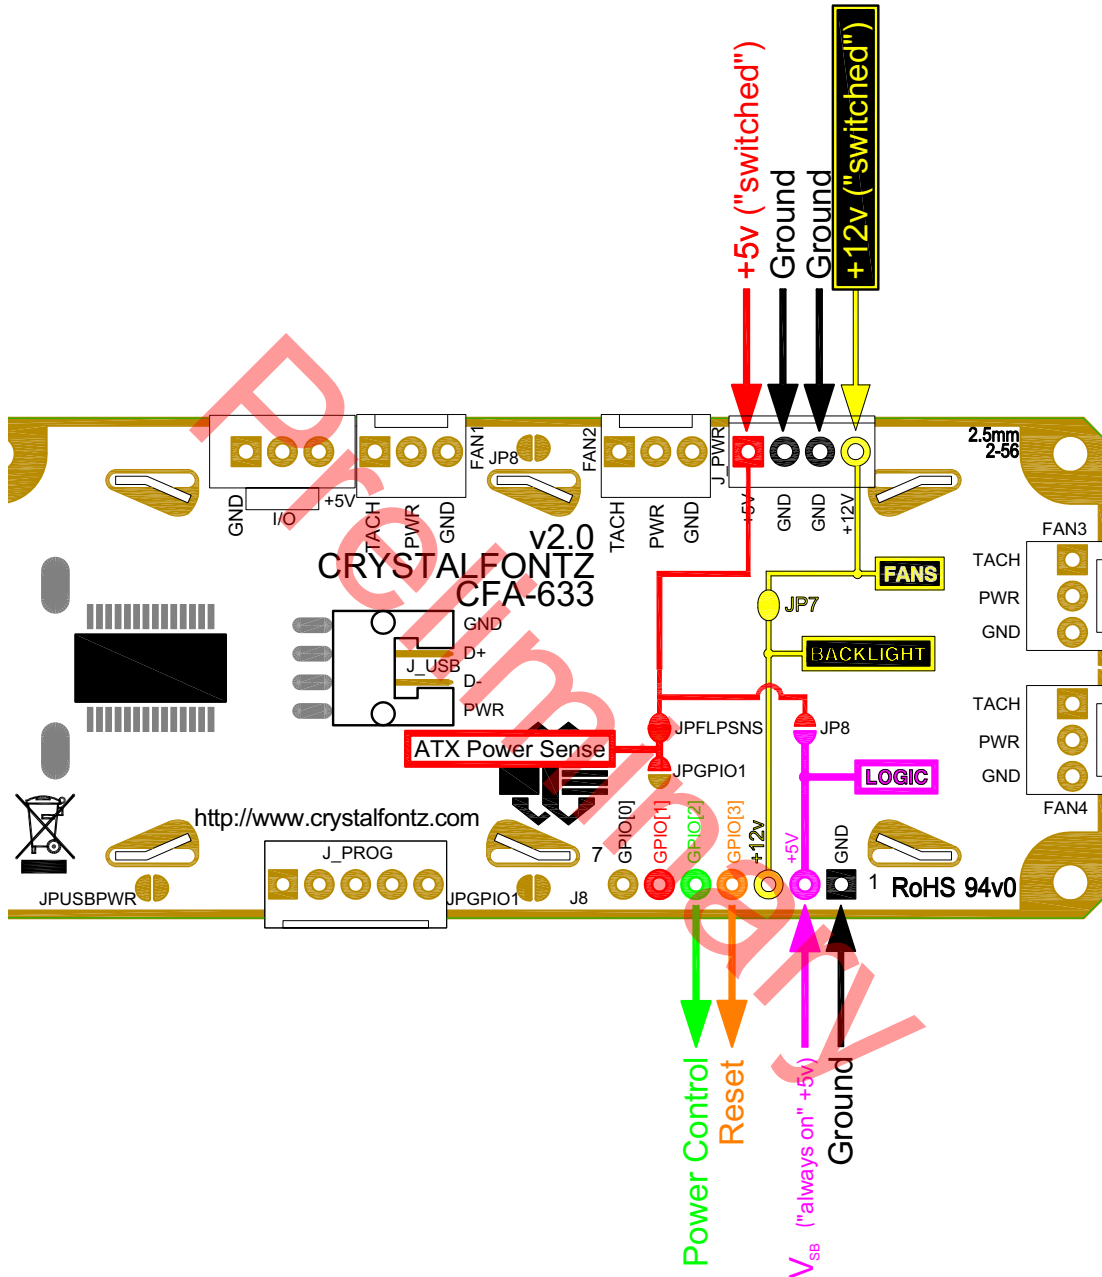 +5v ("switched")
Ground
Ground
+12v ("switched")
GND
I/O
+5V
TACH
PWR
GND
FAN1
JP8
FAN2
TACH
PWR
GND
J_PWR
+5V
GND
GND
+12V
2.5mm
2-56
v2.0
CRYSTALFONTZ
CFA-633
FANS
JP7
BACKLIGHT
FAN3
TACH
PWR
GND
GND
D+
J_USB
D-
PWR
ATX Power Sense
JPFLPSNS
JPGPIO1
JP8
LOGIC
TACH
PWR
GND
FAN4
http://www.crystalfontz.com
J_PROG
JPUSBPWR
JPGPIO1
J8
7
GPIO[0]
GPIO[1]
GPIO[2]
GPIO[3]
+12v
+5V
GND
1
RoHS 94v0
Power Control
Reset
VSB ("always on" +5v)
Ground
Preliminary